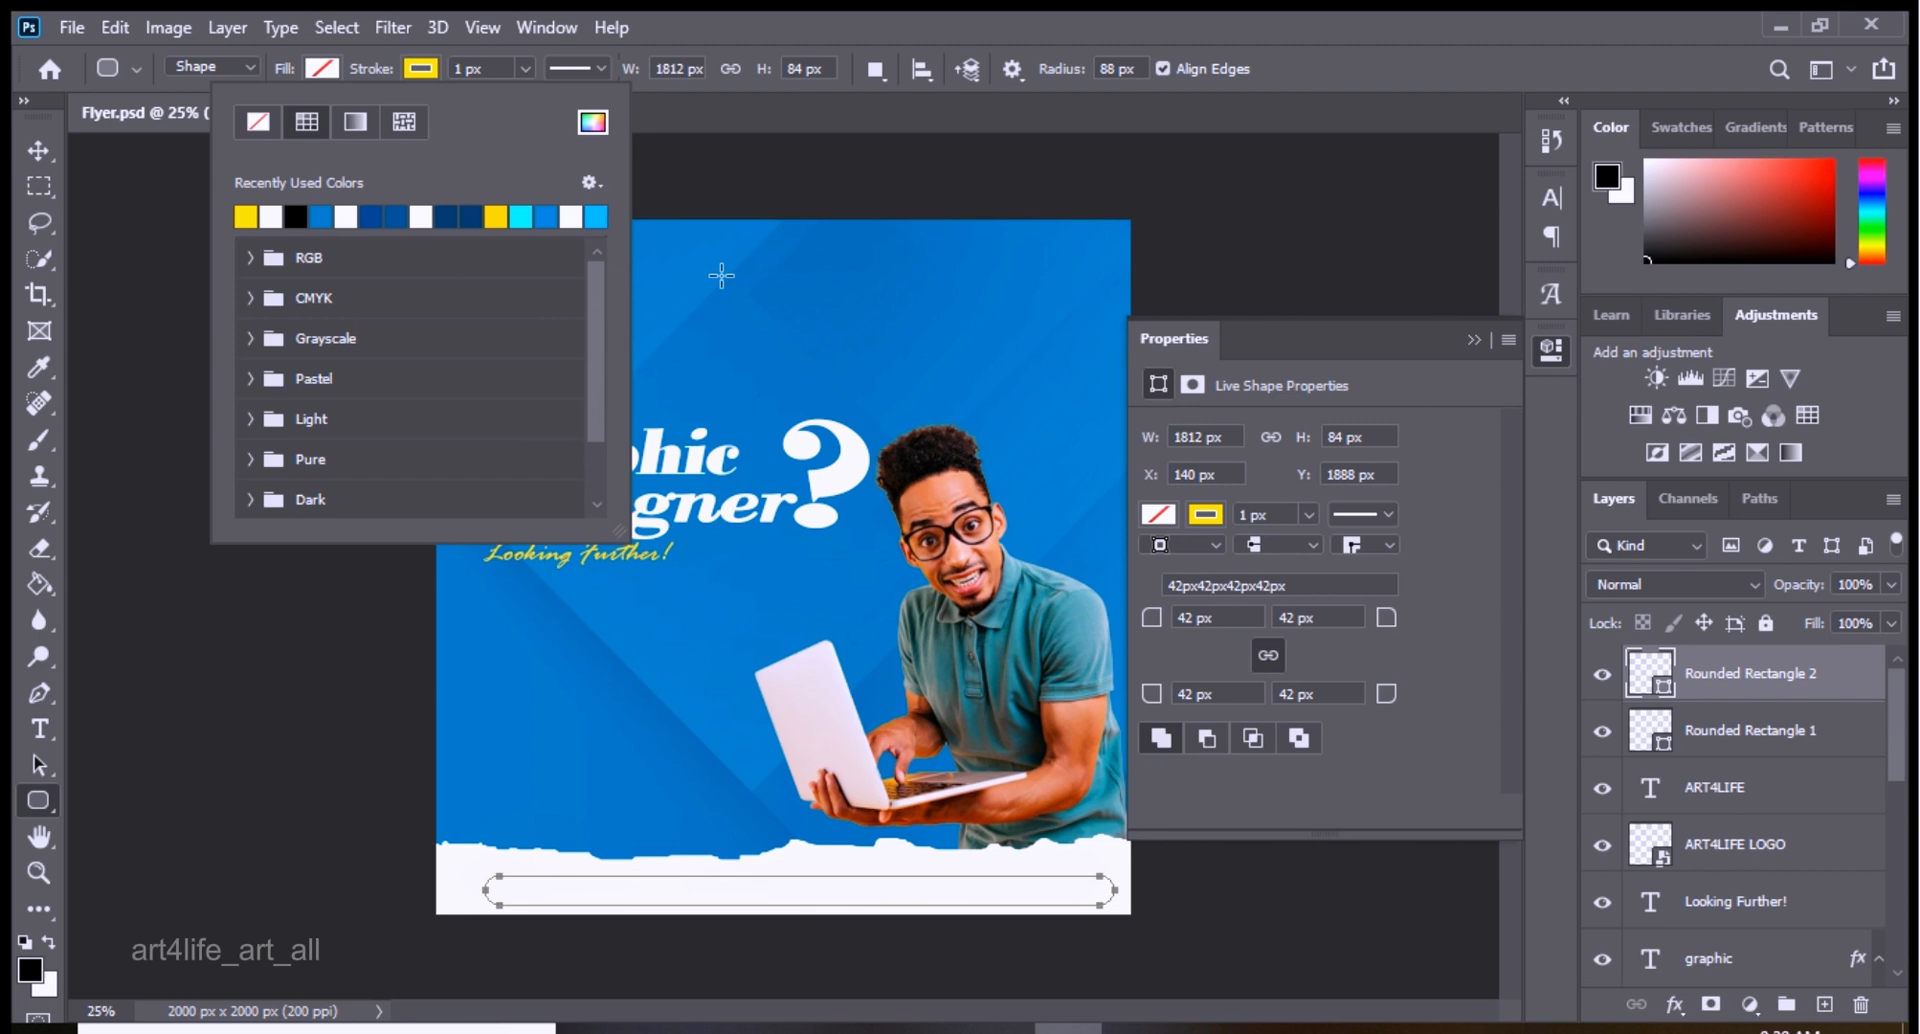 Ps File Edit Image Layer Type Select Filter 3D View Window Help
Shape Fill: Stroke: 1 px W: 1812 px H: 84 px Radius: 88 px Align Edges
Flyer.psd @ 25% (
Recently Used Colors
RGB
CMYK
Grayscale
Pastel
Light
Pure
Dark
phic ?
gner
Looking Further!
Properties
Live Shape Properties
W: 1812 px H: 84 px
X: 140 px Y: 1888 px
1 px
42px42px42px42px
42 px 42 px
42 px 42 px
Color Swatches Gradients Patterns
Learn Libraries Adjustments
Add an adjustment
Layers Channels Paths
Kind
Normal Opacity: 100%
Lock: Fill: 100%
Rounded Rectangle 2
Rounded Rectangle 1
ART4LIFE
ART4LIFE LOGO
Looking Further!
graphic fx
fx
art4life_art_all
25% 2000 px x 2000 px (200 ppi)